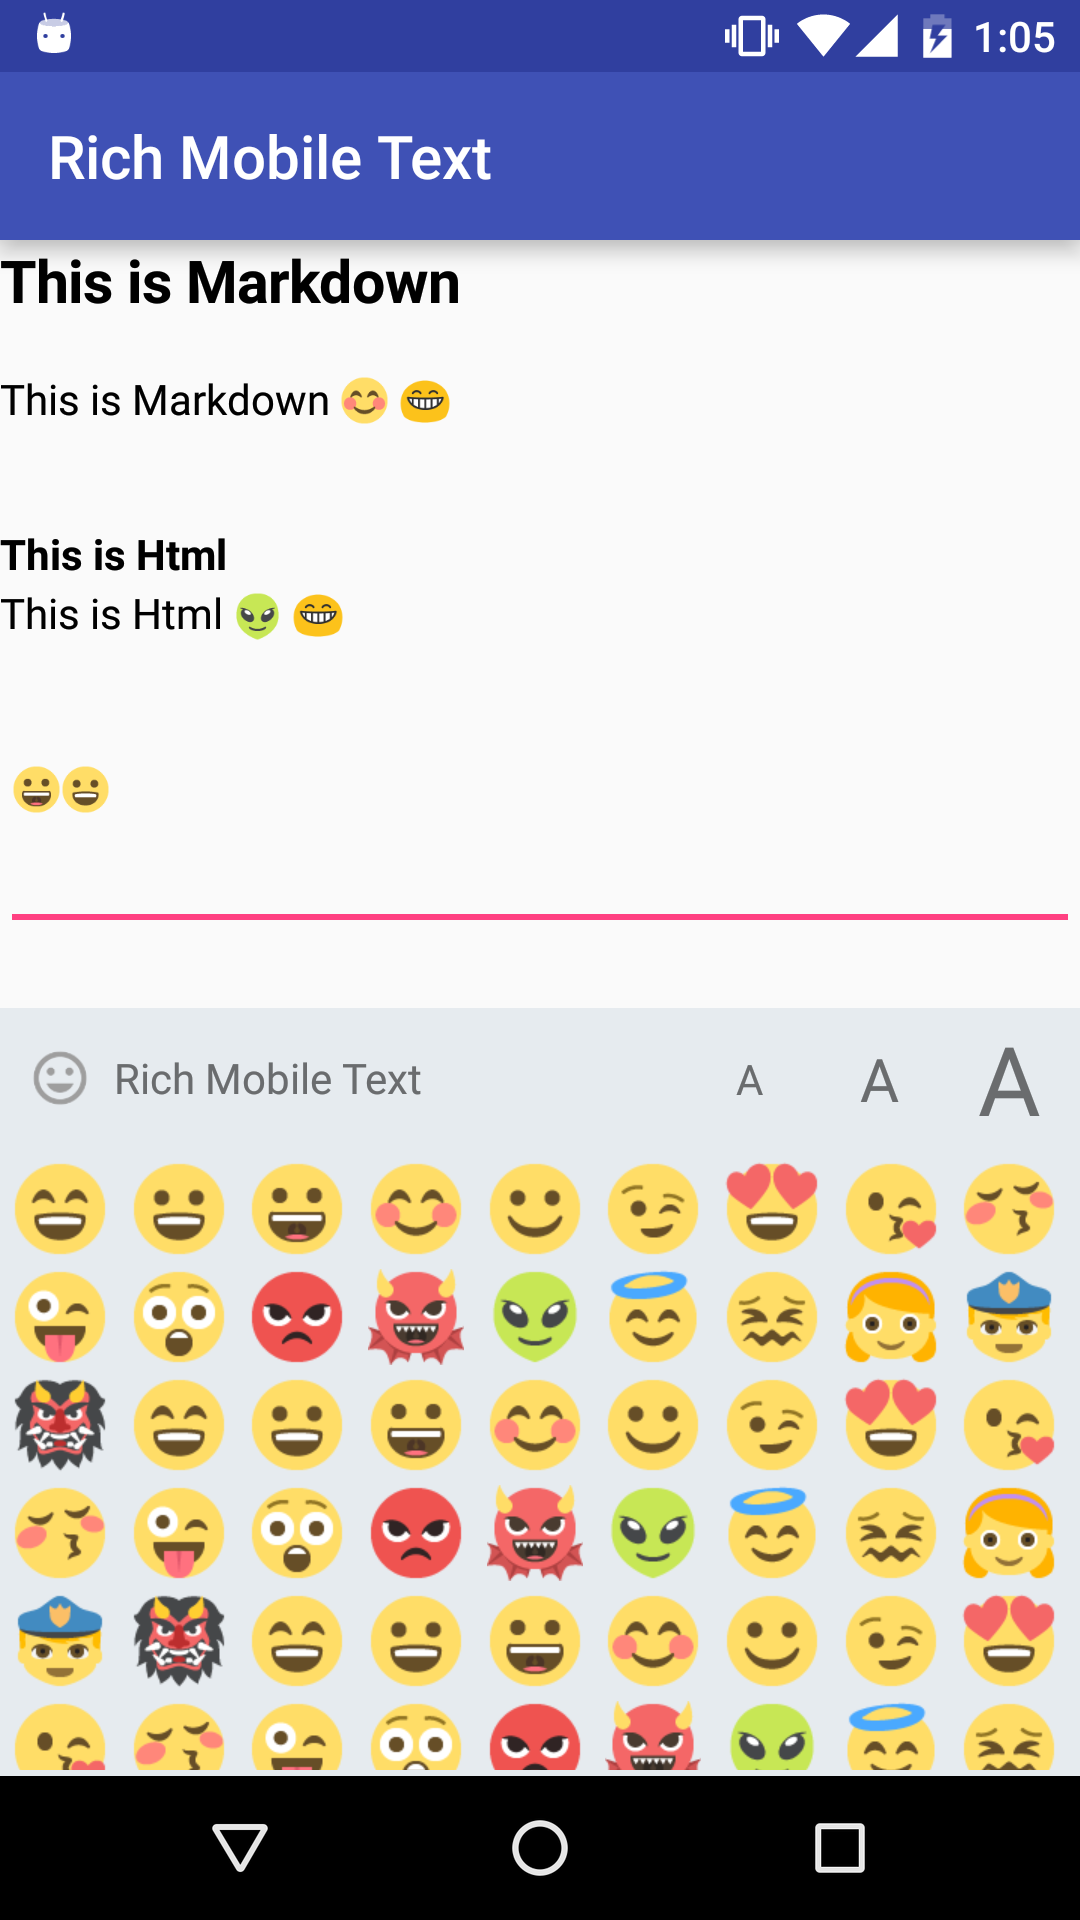 1:05
Rich Mobile Text
This is Markdown
This is Markdown 😊 😁
This is Html
This is Html 👽 😁
😀😃
Rich Mobile Text A A A